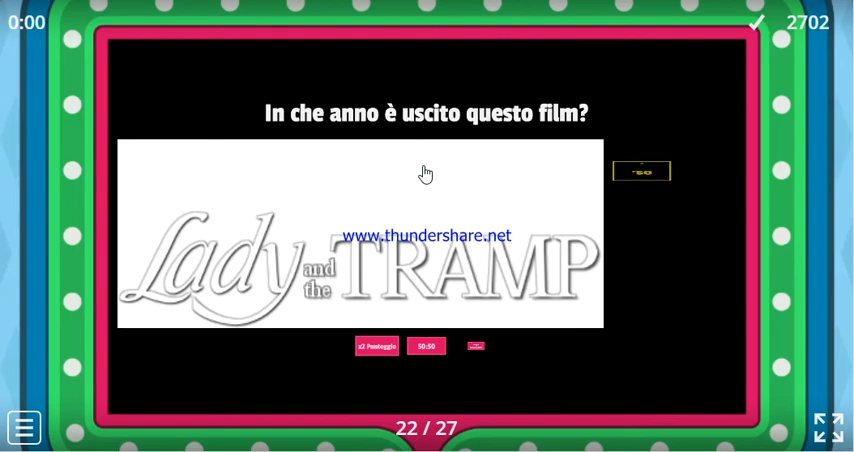 0:00
2702
In che anno è uscito questo film?
www.thundershare.net
Lady and the TRAMP
x2 Punteggio
50:50
22 / 27